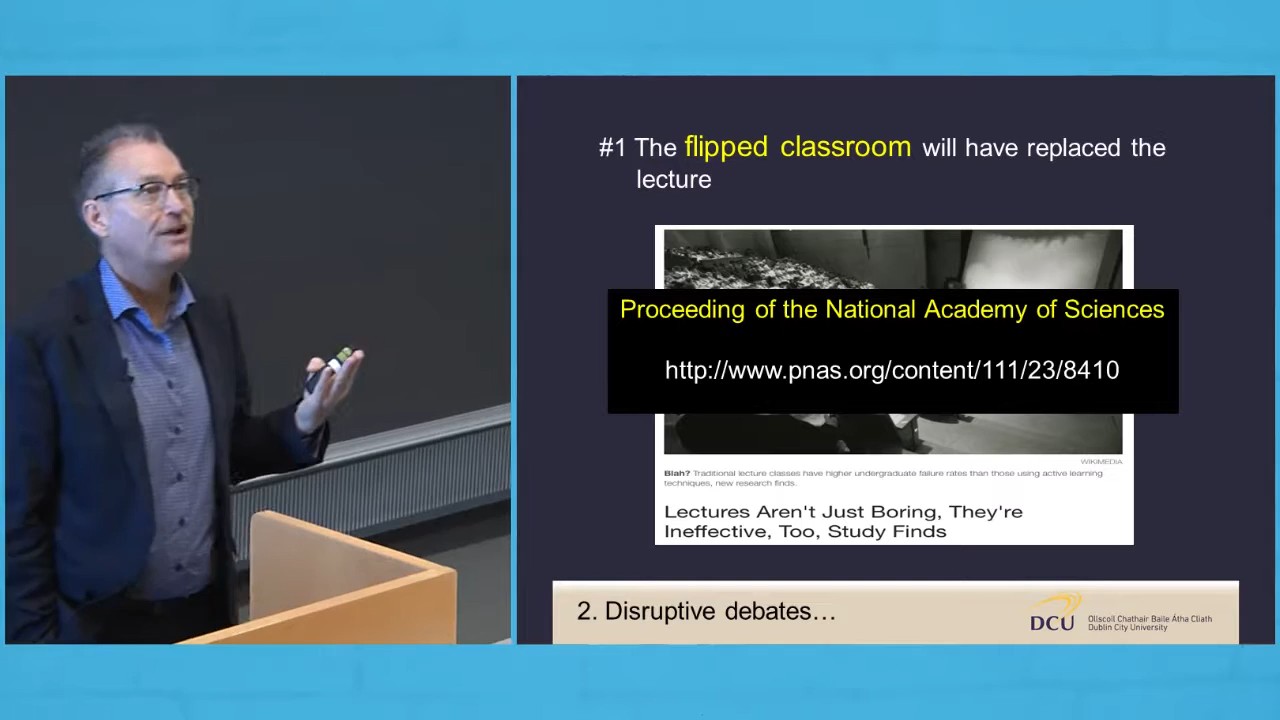 #1 The flipped classroom will have replaced the
lecture
Proceeding of the National Academy of Sciences
http://www.pnas.org/content/111/23/8410
WIKIMEDIA
Blah? Traditional lecture classes have higher undergraduate failure rates than those using active learning
techniques, new research finds.
Lectures Aren't Just Boring, They're
Ineffective, Too, Study Finds
2. Disruptive debates…
DCU
Ollscoil Chathair Baile Átha Cliath
Dublin City University